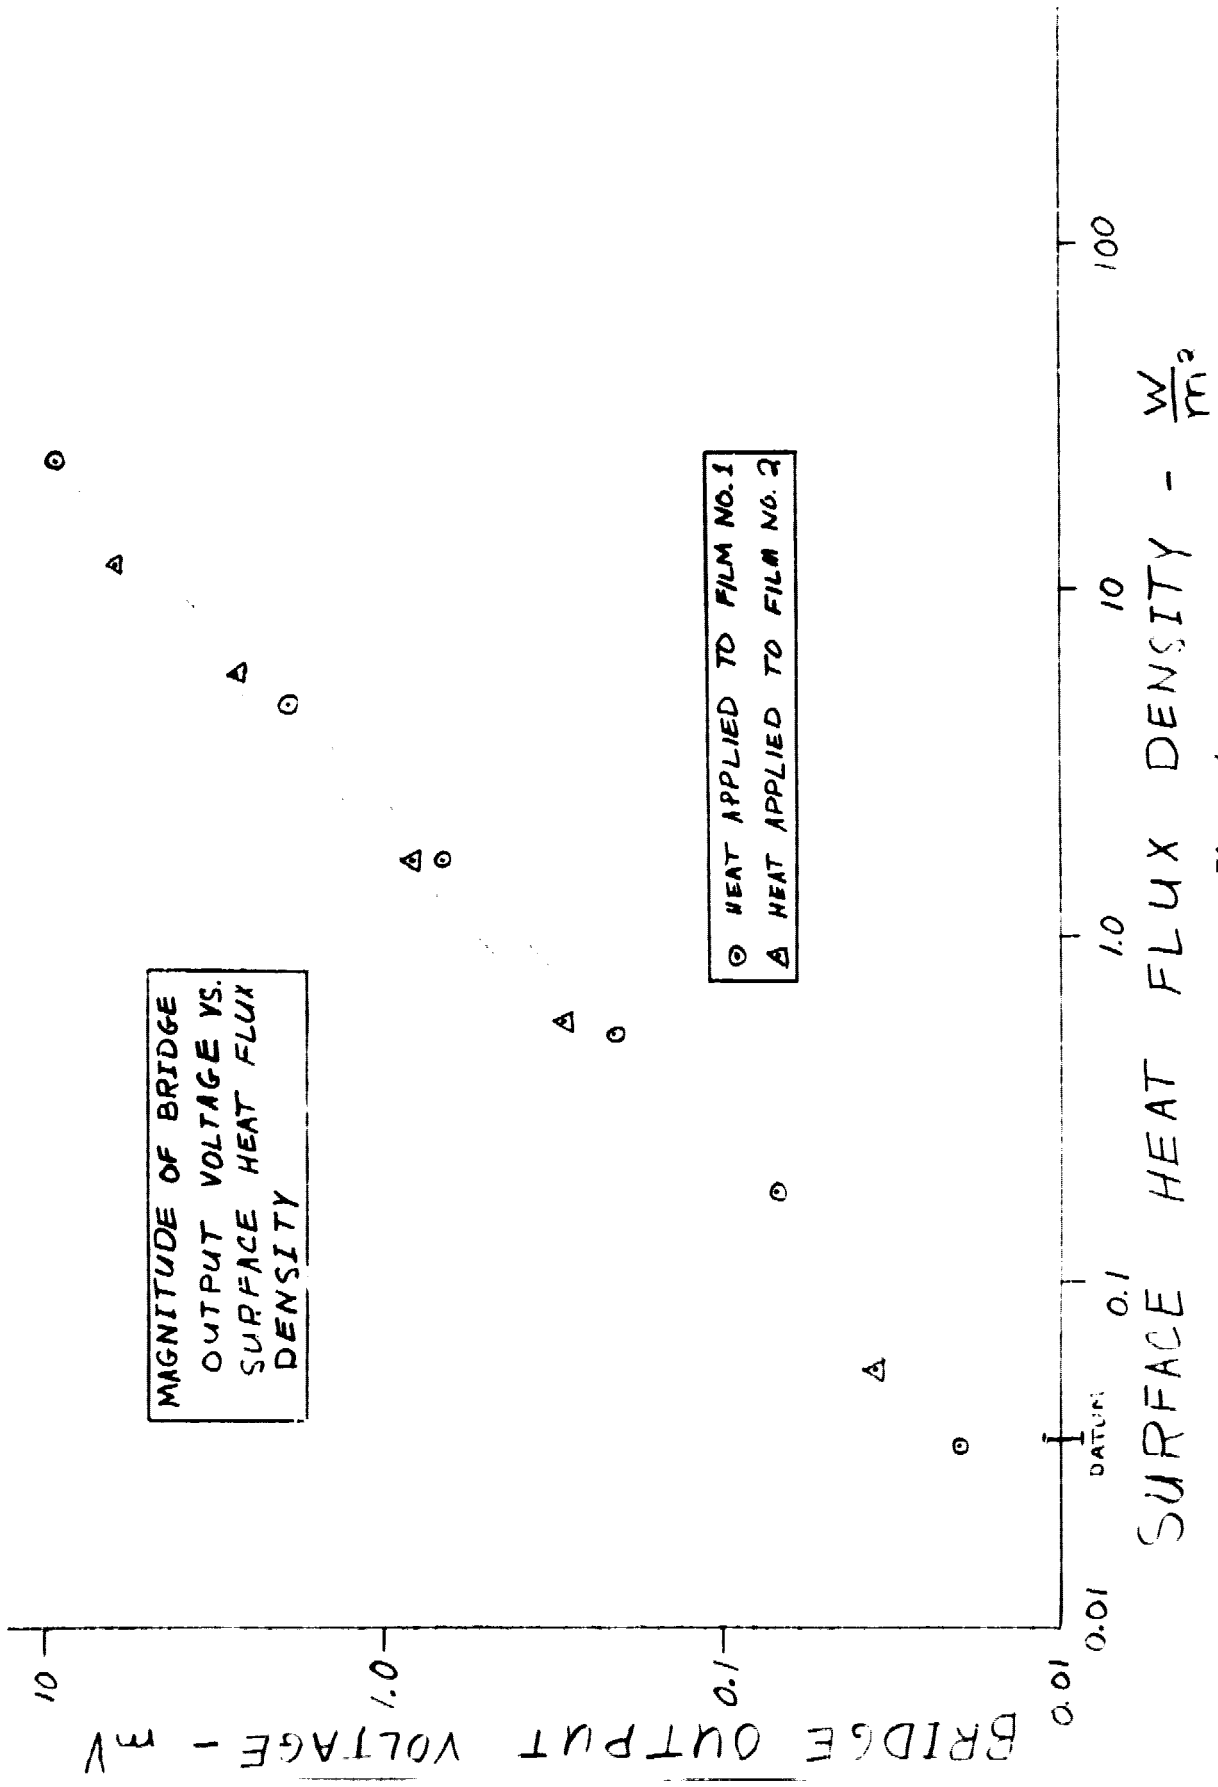 MAGNITUDE OF BRIDGE
OUTPUT VOLTAGE VS.
SURFACE HEAT FLUX
DENSITY
⊙ HEAT APPLIED TO FILM NO. 1
△ HEAT APPLIED TO FILM NO. 2
BRIDGE OUTPUT VOLTAGE - mV
10
1.0
0.1
0.01
0.01
DATUM
0.1
1.0
10
100
SURFACE HEAT FLUX DENSITY - W/m²